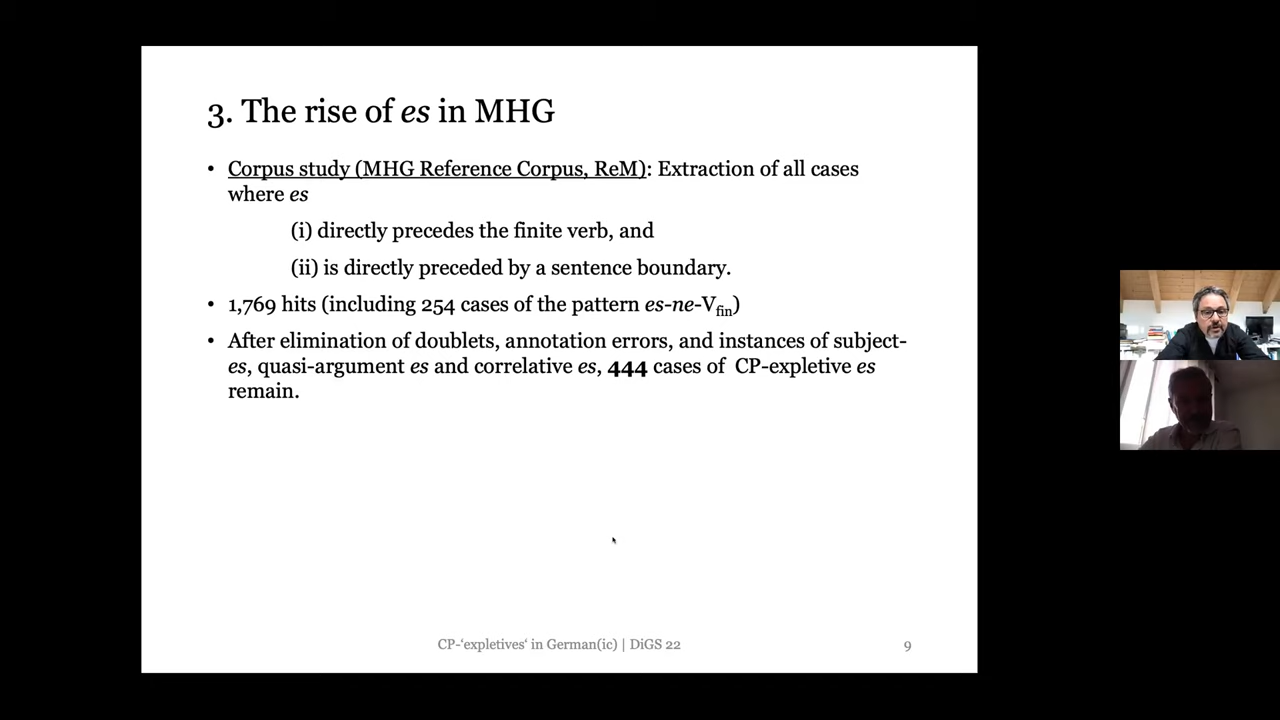 3. The rise of es in MHG
• Corpus study (MHG Reference Corpus, ReM): Extraction of all cases
where es
(i) directly precedes the finite verb, and
(ii) is directly preceded by a sentence boundary.
• 1,769 hits (including 254 cases of the pattern es-ne-Vfin)
• After elimination of doublets, annotation errors, and instances of subject-
es, quasi-argument es and correlative es, 444 cases of CP-expletive es
remain.
CP-‘expletives‘ in German(ic) | DiGS 22
9